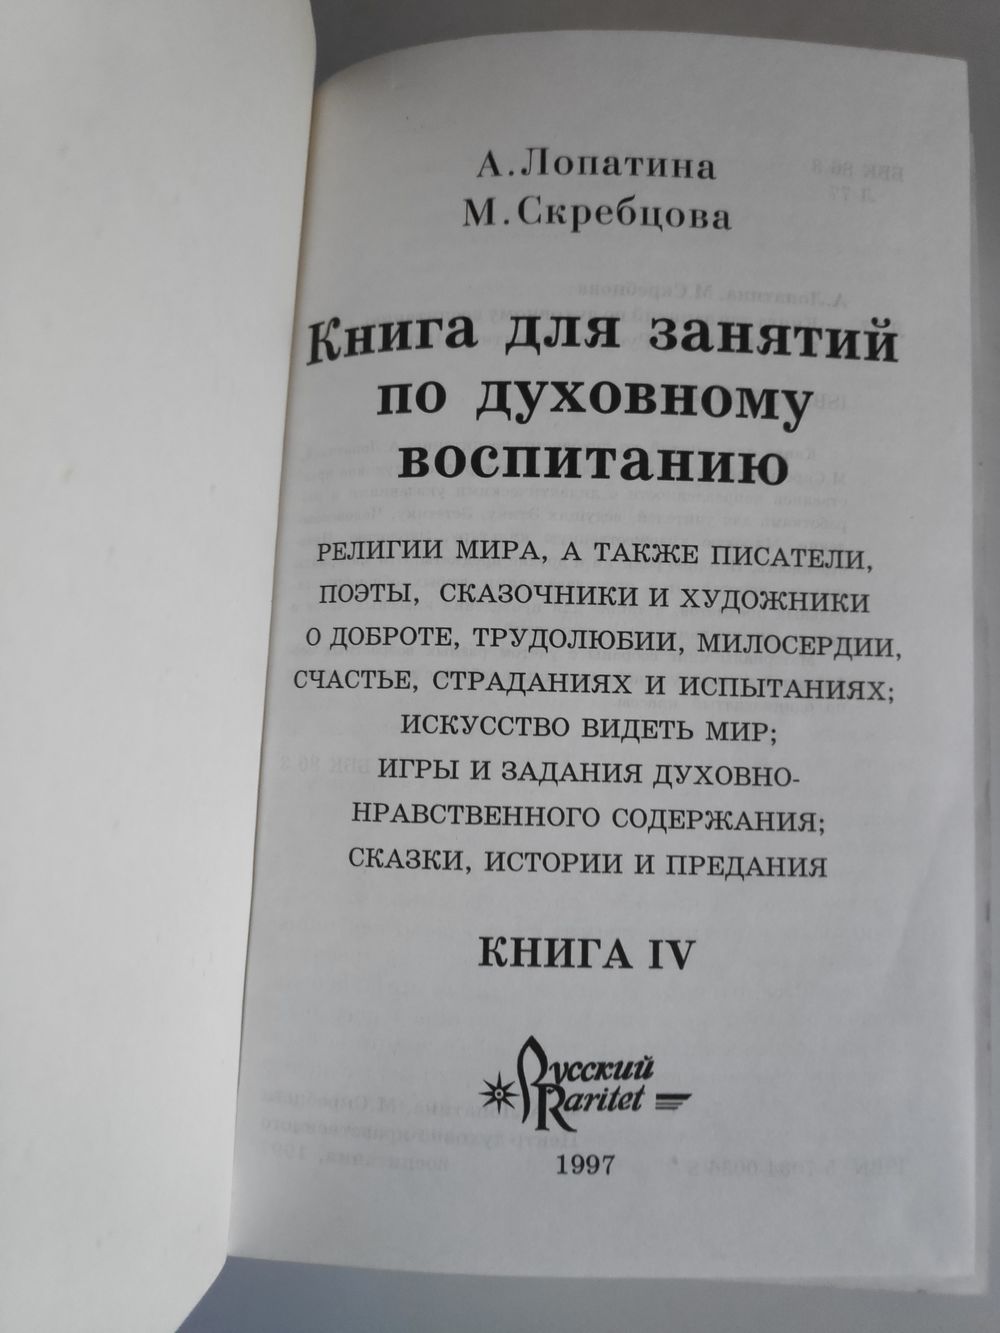 А. Лопатина
М. Скребцова
Книга для занятий
по духовному
воспитанию
РЕЛИГИИ МИРА, А ТАКЖЕ ПИСАТЕЛИ,
ПОЭТЫ, СКАЗОЧНИКИ И ХУДОЖНИКИ
О ДОБРОТЕ, ТРУДОЛЮБИИ, МИЛОСЕРДИИ,
СЧАСТЬЕ, СТРАДАНИЯХ И ИСПЫТАНИЯХ;
ИСКУССТВО ВИДЕТЬ МИР;
ИГРЫ И ЗАДАНИЯ ДУХОВНО-
НРАВСТВЕННОГО СОДЕРЖАНИЯ;
СКАЗКИ, ИСТОРИИ И ПРЕДАНИЯ
КНИГА IV
Русский
Raritet
1997